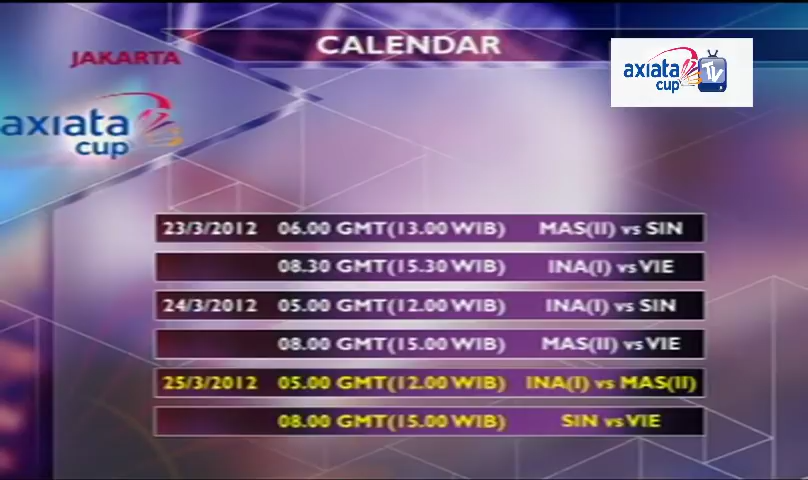 CALENDAR
JAKARTA
axiata
cup
axiata
cup
TV
23/3/2012 06.00 GMT(13.00 WIB) MAS(II) vs SIN
08.30 GMT(15.30 WIB) INA(I) vs VIE
24/3/2012 05.00 GMT(12.00 WIB) INA(I) vs SIN
08.00 GMT(15.00 WIB) MAS(II) vs VIE
25/3/2012 05.00 GMT(12.00 WIB) INA(I) vs MAS(II)
08.00 GMT(15.00 WIB) SIN vs VIE